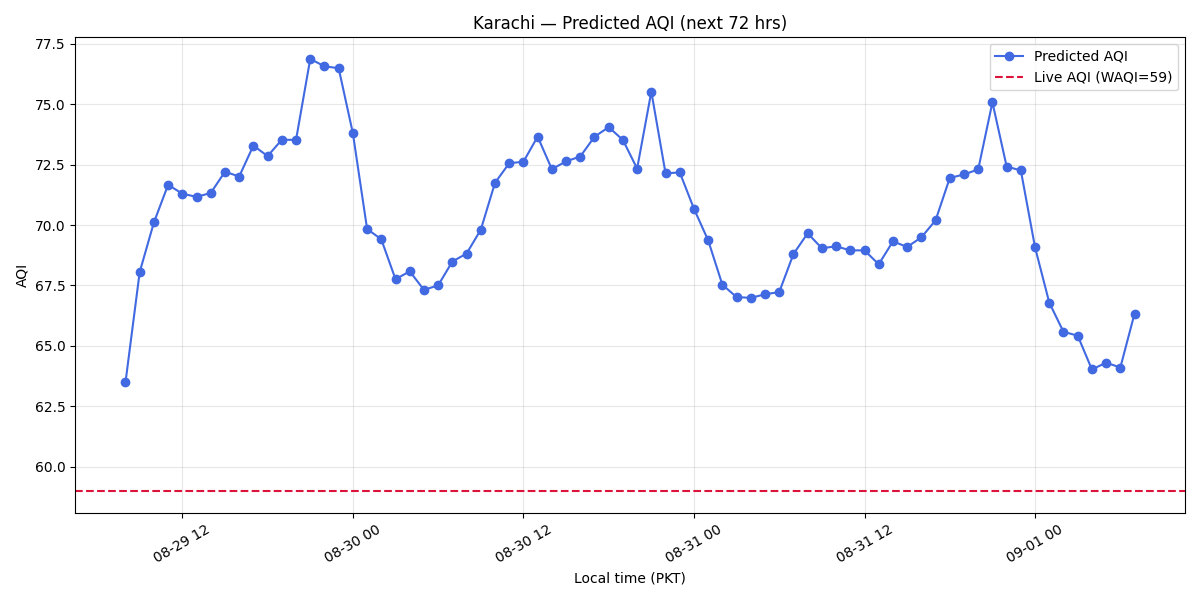 Karachi — Predicted AQI (next 72 hrs)
77.5
75.0
72.5
70.0
67.5
65.0
62.5
60.0
AQI
Predicted AQI
Live AQI (WAQI=59)
08-29 12
08-30 00
08-30 12
08-31 00
08-31 12
09-01 00
Local time (PKT)